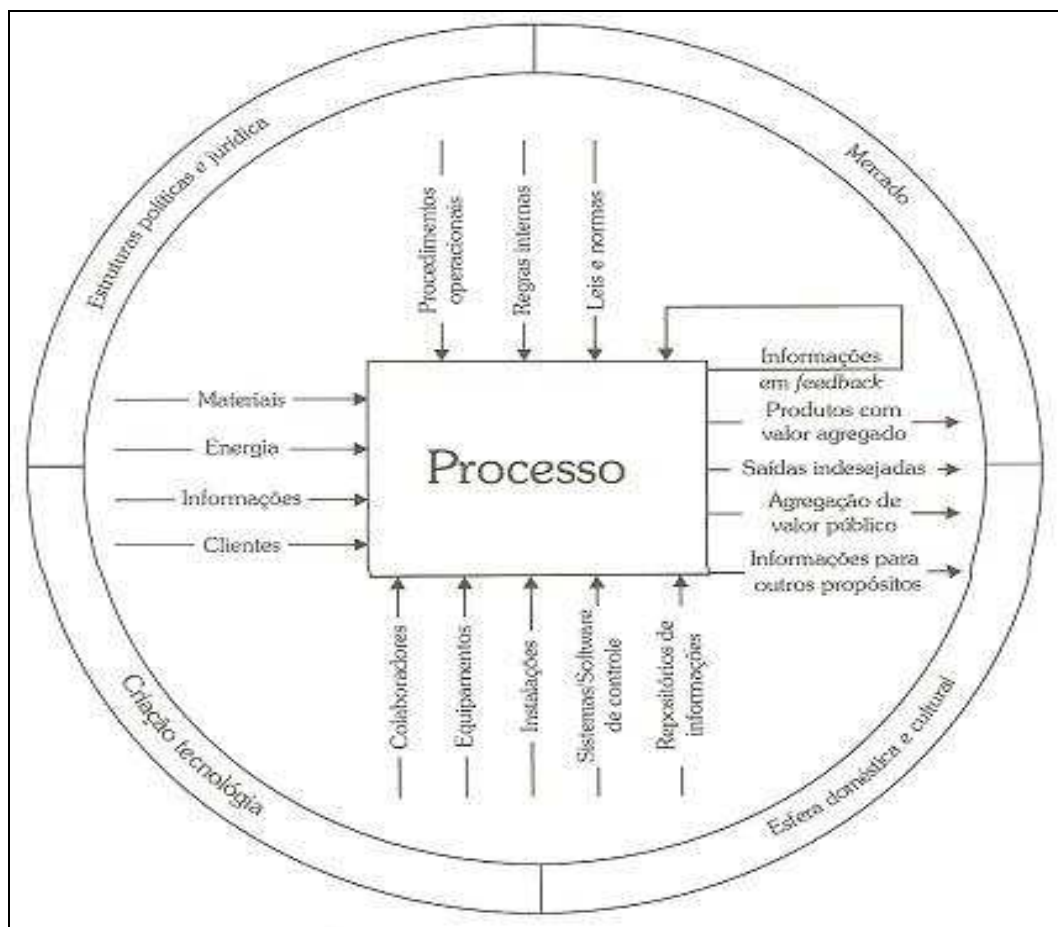 Estruturas políticas e jurídica
Mercado
Procedimentos
operacionais
Regras internas
Leis e normas
Materiais
Energia
Informações
Clientes
Processo
Informações
em feedback
Produtos com
valor agregado
Saídas indesejadas
Agregação de
valor público
Informações para
outros propósitos
Colaboradores
Equipamentos
Instalações
Sistemas/Software
de controle
Repositórios de
informações
Criação tecnológia
Esfera doméstica e cultural